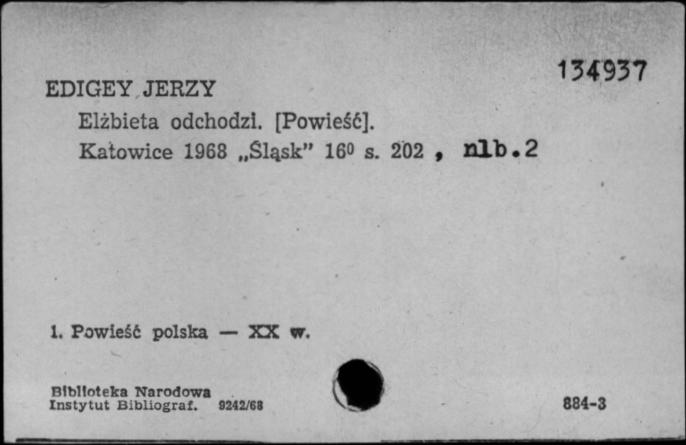 134937
EDIGEY JERZY
Elżbieta odchodzi. [Powieść].
Katowice 1968 „Śląsk” 16⁰ s. 202 , nlb.2
1. Powieść polska — XX w.
Biblioteka Narodowa
Instytut Bibliograf. 9242/68
884-3